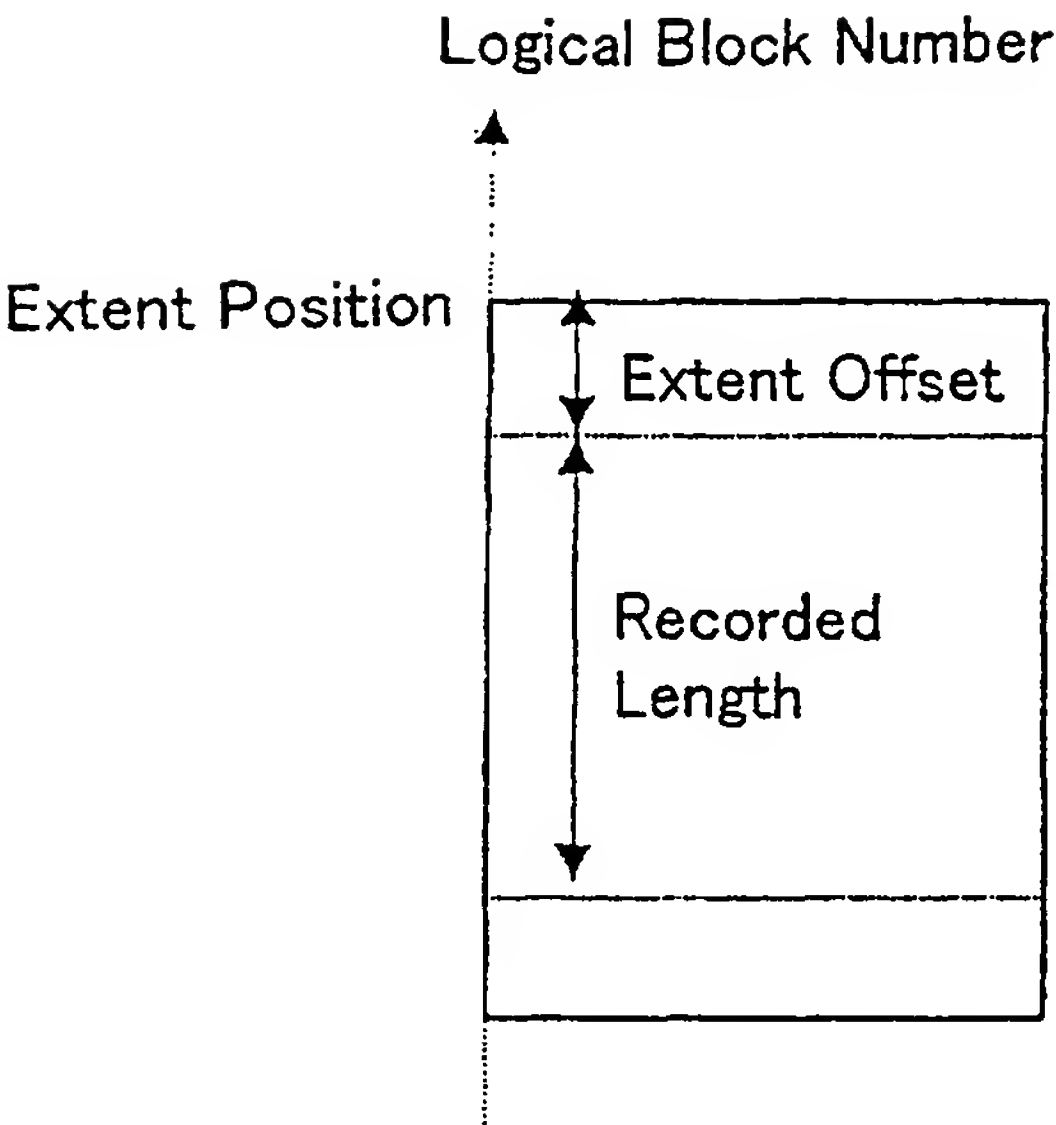 Logical Block Number
Extent Position
Extent Offset
Recorded
Length